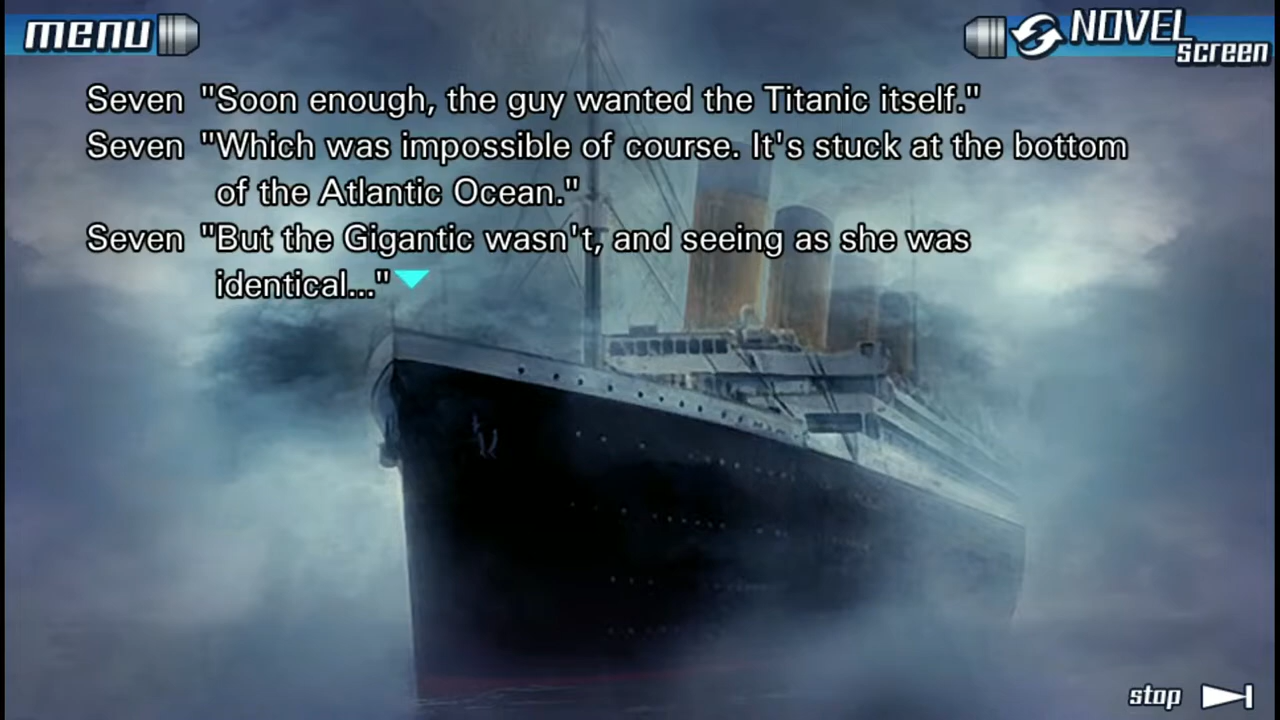 menu
NOVEL
screen
Seven "Soon enough, the guy wanted the Titanic itself."
Seven "Which was impossible of course. It's stuck at the bottom
of the Atlantic Ocean."
Seven "But the Gigantic wasn't, and seeing as she was
identical..."
stop